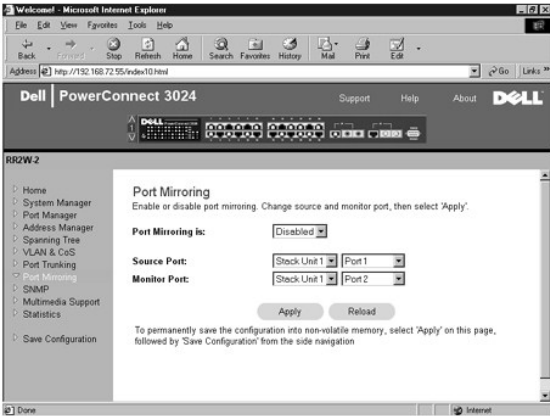 Welcome! - Microsoft Internet Explorer
File Edit View Favorites Tools Help
Back Forward Stop Refresh Home Search Favorites History Mail Print Edit
Address http://192.168.72.55/index10.html Go Links »
Dell | PowerConnect 3024 Support Help About DELL
1 DELL
RR2W-2
Home
System Manager
Port Manager
Address Manager
Spanning Tree
VLAN & CoS
Port Trunking
Port Mirroring
SNMP
Multimedia Support
Statistics
Save Configuration
Port Mirroring
Enable or disable port mirroring. Change source and monitor port, then select 'Apply'.
Port Mirroring is: Disabled
Source Port: Stack Unit 1 Port 1
Monitor Port: Stack Unit 1 Port 2
Apply Reload
To permanently save the configuration into non-volatile memory, select 'Apply' on this page,
followed by 'Save Configuration' from the side navigation
Done Internet